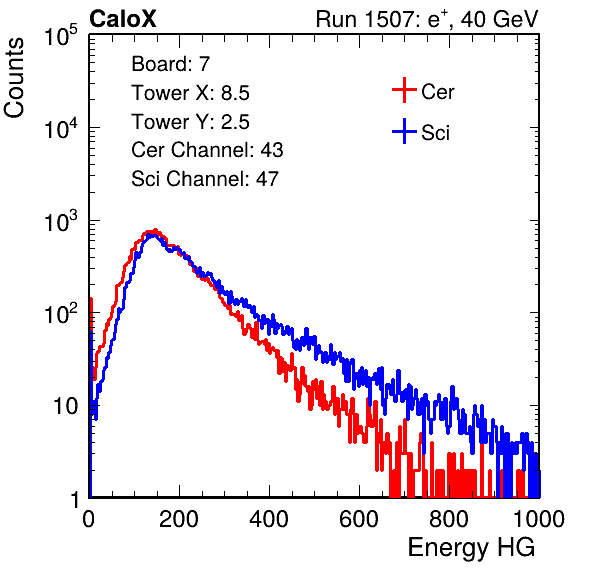 CaloX Run 1507: e⁺, 40 GeV
Counts
10⁵
10⁴
10³
10²
10
1
Board: 7
Tower X: 8.5
Tower Y: 2.5
Cer Channel: 43
Sci Channel: 47
Cer
Sci
0 200 400 600 800 1000
Energy HG